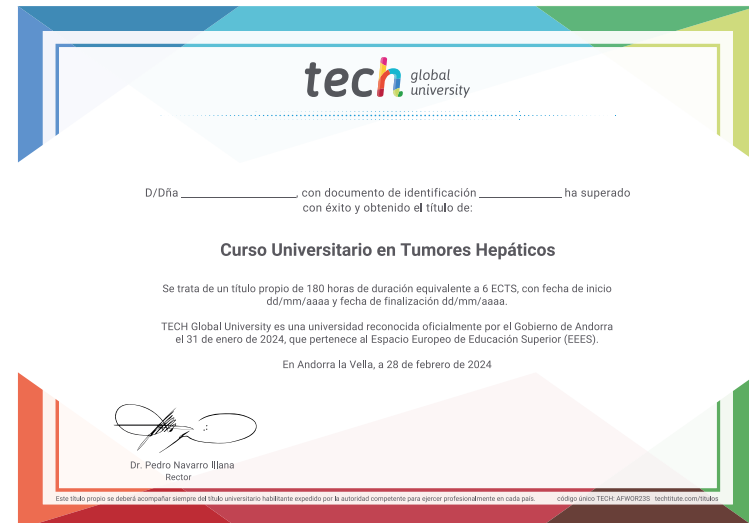 tech global
university
D/Dña ____________________, con documento de identificación ______________ ha superado
con éxito y obtenido el título de:
Curso Universitario en Tumores Hepáticos
Se trata de un título propio de 180 horas de duración equivalente a 6 ECTS, con fecha de inicio
dd/mm/aaaa y fecha de finalización dd/mm/aaaa.
TECH Global University es una universidad reconocida oficialmente por el Gobierno de Andorra
el 31 de enero de 2024, que pertenece al Espacio Europeo de Educación Superior (EEES).
En Andorra la Vella, a 28 de febrero de 2024
Dr. Pedro Navarro Illana
Rector
Este título propio se deberá acompañar siempre del título universitario habilitante expedido por la autoridad competente para ejercer profesionalmente en cada país. código único TECH: AFWOR23S techtitute.com/titulos